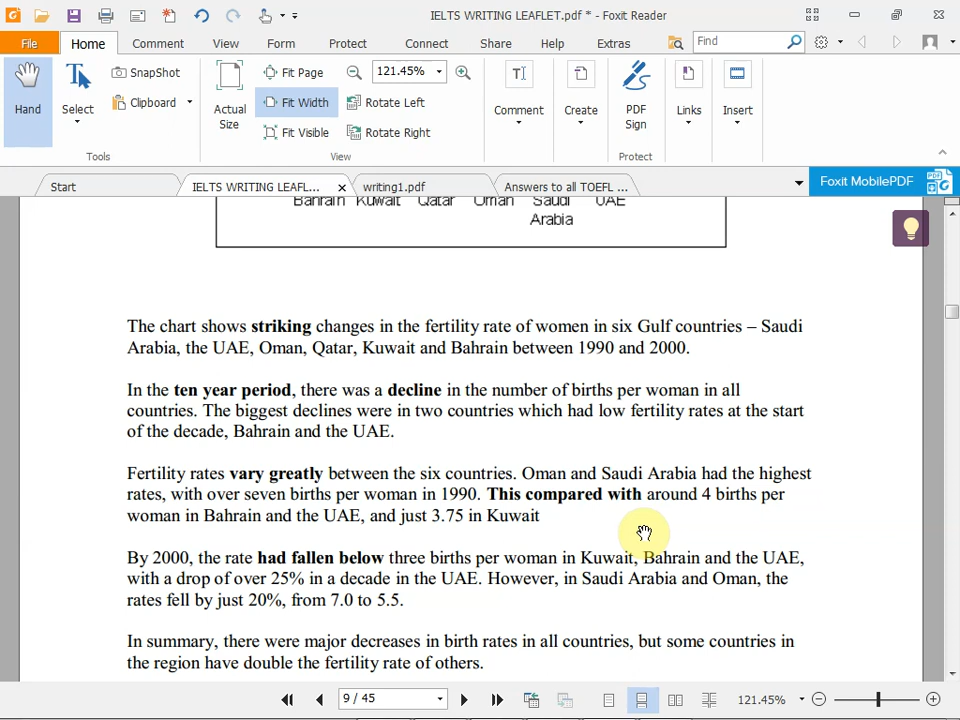 IELTS WRITING LEAFLET.pdf * - Foxit Reader
File Home Comment View Form Protect Connect Share Help Extras Find
Hand
Select
SnapShot
Clipboard
Tools
Actual Size
Fit Page
Fit Width
Fit Visible
121.45%
Rotate Left
Rotate Right
View
Comment
Create
PDF Sign
Protect
Links
Insert
Start IELTS WRITING LEAFL... writing1.pdf Answers to all TOEFL ... Foxit MobilePDF
Bahrain Kuwait Qatar Oman Saudi UAE
Arabia
The chart shows striking changes in the fertility rate of women in six Gulf countries – Saudi
Arabia, the UAE, Oman, Qatar, Kuwait and Bahrain between 1990 and 2000.
In the ten year period, there was a decline in the number of births per woman in all
countries. The biggest declines were in two countries which had low fertility rates at the start
of the decade, Bahrain and the UAE.
Fertility rates vary greatly between the six countries. Oman and Saudi Arabia had the highest
rates, with over seven births per woman in 1990. This compared with around 4 births per
woman in Bahrain and the UAE, and just 3.75 in Kuwait
By 2000, the rate had fallen below three births per woman in Kuwait, Bahrain and the UAE,
with a drop of over 25% in a decade in the UAE. However, in Saudi Arabia and Oman, the
rates fell by just 20%, from 7.0 to 5.5.
In summary, there were major decreases in birth rates in all countries, but some countries in
the region have double the fertility rate of others.
9 / 45 121.45%